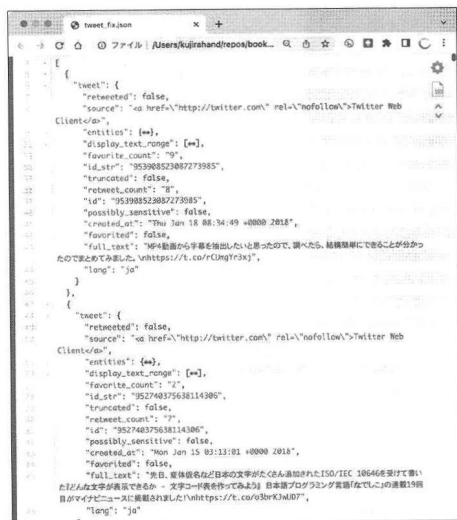 tweet_fix.json
ファイル | /Users/kujirahand/repos/book...
[
{
"tweet": {
"retweeted": false,
"source": "<a href=\"http://twitter.com\" rel=\"nofollow\">Twitter Web
Client</a>",
"entities": {↔},
"display_text_range": [↔],
"favorite_count": "9",
"id_str": "953908523087273985",
"truncated": false,
"retweet_count": "8",
"id": "953908523087273985",
"possibly_sensitive": false,
"created_at": "Thu Jan 18 08:34:49 +0000 2018",
"favorited": false,
"full_text": "MP4動画から字幕を抽出したいと思ったので、調べたら、結構簡単にできることが分かっ
たのでまとめてみました。\nhttps://t.co/rCUmgYr3xj",
"lang": "ja"
}
},
{
"tweet": {
"retweeted": false,
"source": "<a href=\"http://twitter.com\" rel=\"nofollow\">Twitter Web
Client</a>",
"entities": {↔},
"display_text_range": [↔],
"favorite_count": "2",
"id_str": "952740375638114306",
"truncated": false,
"retweet_count": "7",
"id": "952740375638114306",
"possibly_sensitive": false,
"created_at": "Mon Jan 15 03:13:01 +0000 2018",
"favorited": false,
"full_text": "先日、変体仮名など日本の文字がたくさん追加されたISO/IEC 10646を受けて書い
た『どんな文字が表示できるか - 文字コード表を作ってみよう』 日本語プログラミング言語「なでしこ」の連載19回
目がマイナビニュースに掲載されました!\nhttps://t.co/o3brKJwUD7",
"lang": "ja"